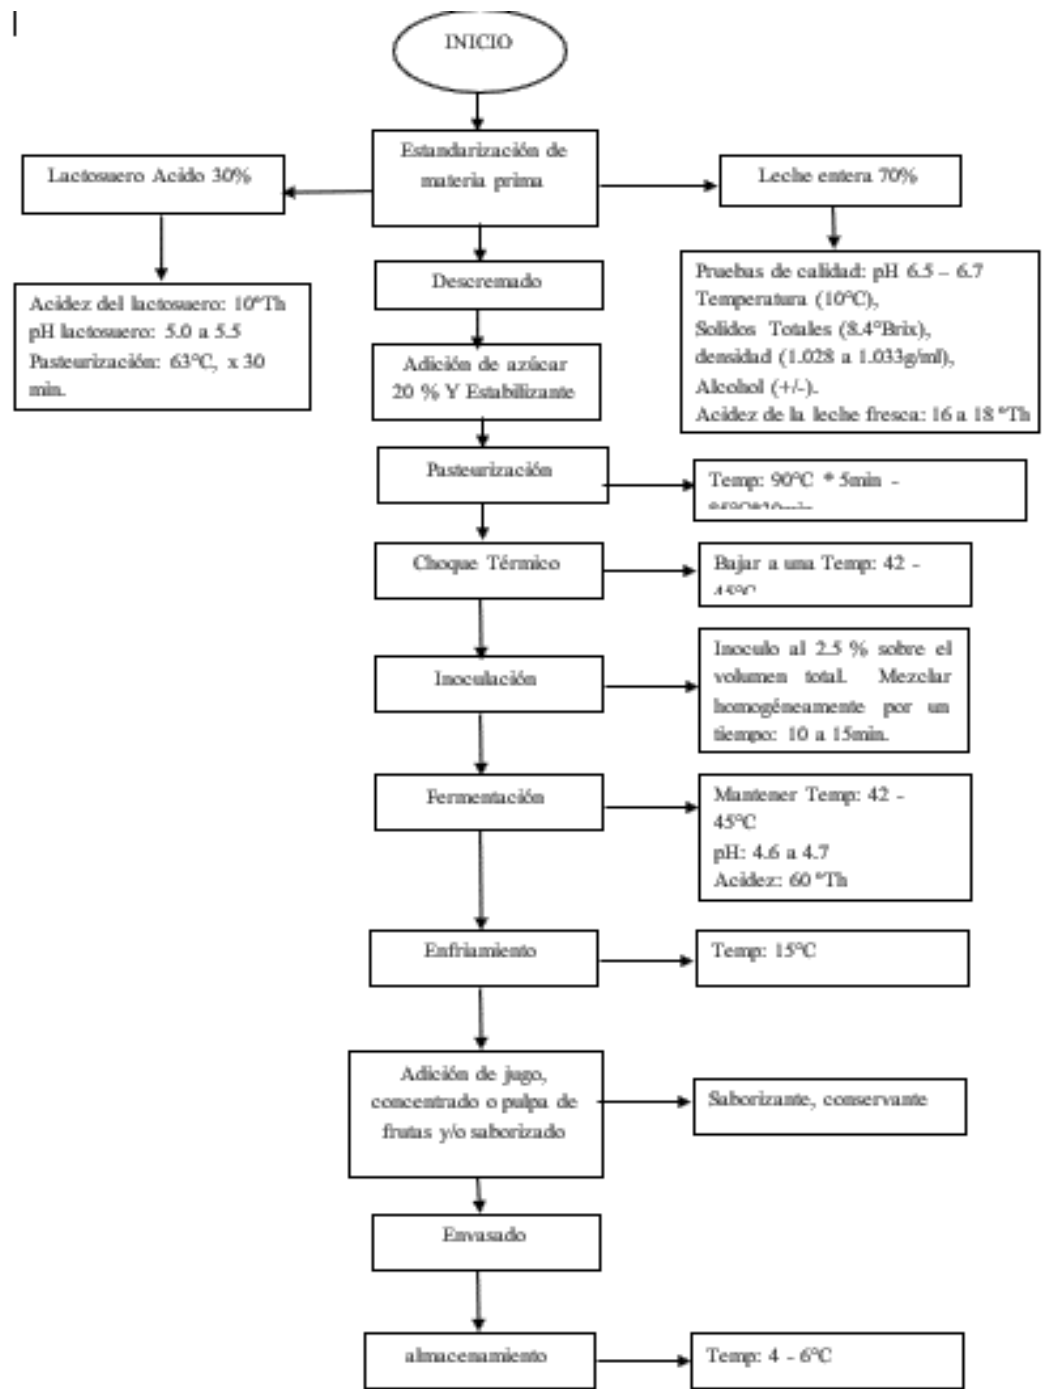 INICIO
Estandarización de
materia prima
Lactosuero Acido 30%
Leche entera 70%
Acidez del lactosuero: 10°Th
pH lactosuero: 5.0 a 5.5
Pasteurización: 63°C, x 30
min.
Pruebas de calidad: pH 6.5 – 6.7
Temperatura (10°C),
Solidos Totales (8.4°Brix),
densidad (1.028 a 1.033g/ml),
Alcohol (+/-).
Acidez de la leche fresca: 16 a 18 °Th
Descremado
Adición de azúcar
20 % Y Estabilizante
Pasteurización
Temp: 90°C * 5min -
Choque Térmico
Bajar a una Temp: 42 -
45°C
Inoculación
Inoculo al 2.5 % sobre el
volumen total. Mezclar
homogéneamente por un
tiempo: 10 a 15min.
Fermentación
Mantener Temp: 42 -
45°C
pH: 4.6 a 4.7
Acidez: 60 °Th
Enfriamiento
Temp: 15°C
Adición de jugo,
concentrado o pulpa de
frutas y/o saborizado
Saborizante, conservante
Envasado
almacenamiento
Temp: 4 - 6°C